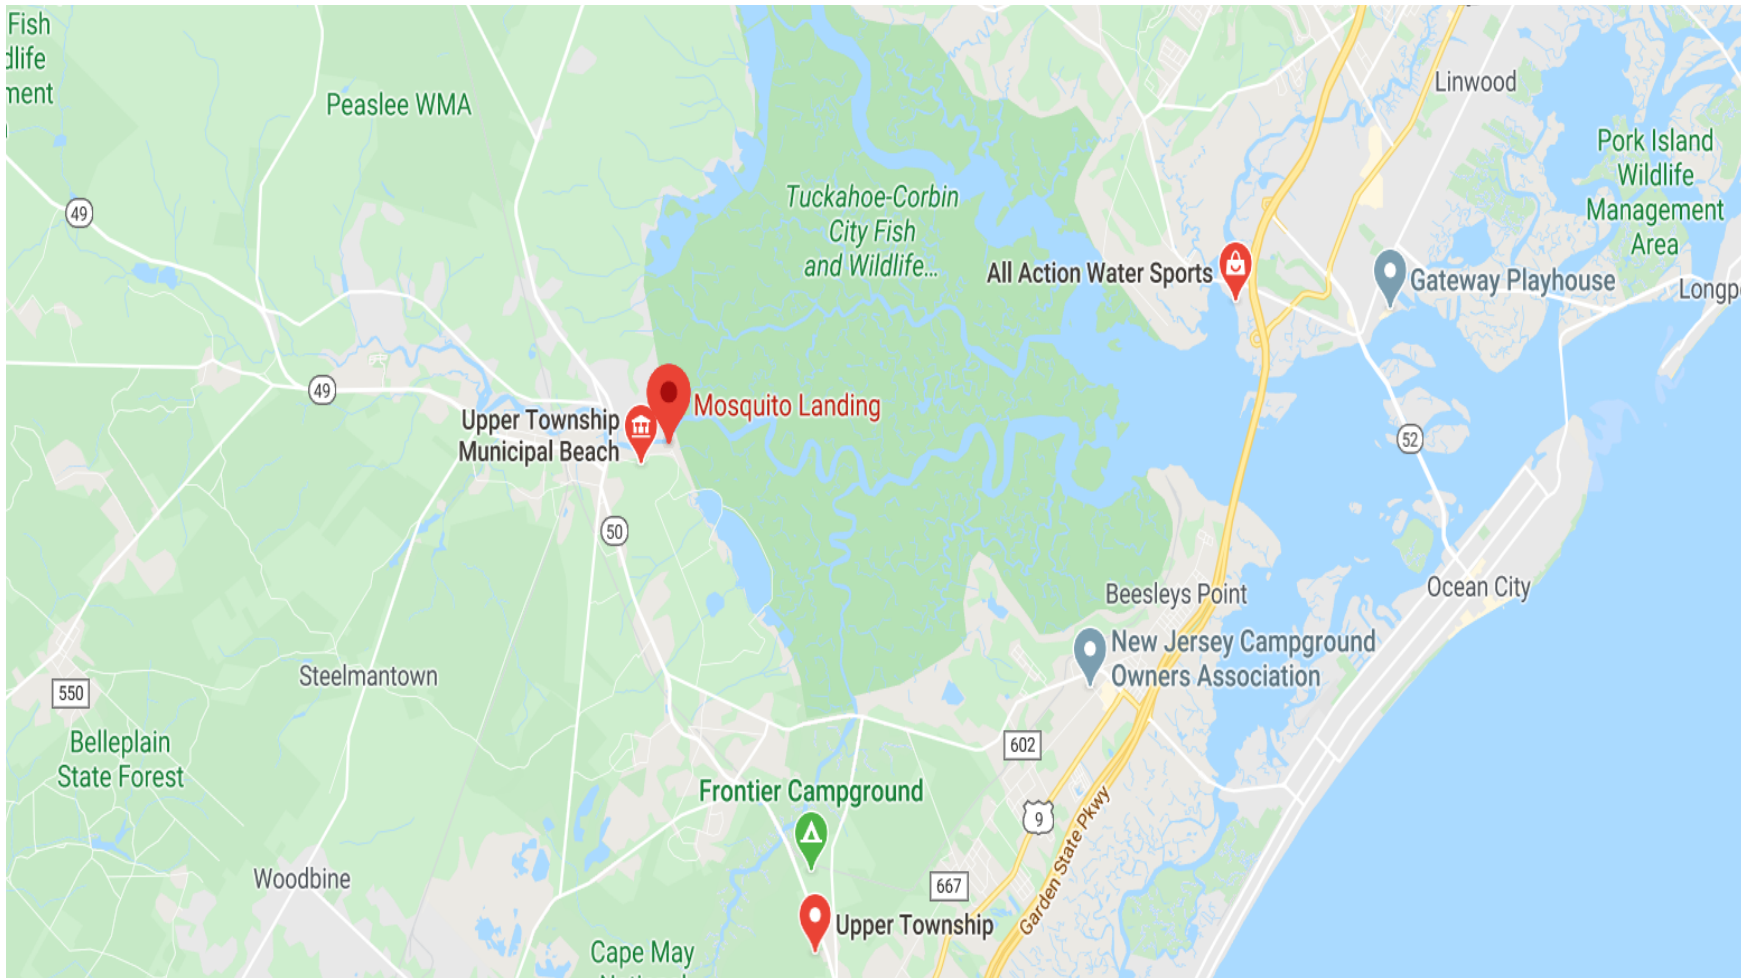 Fish
dlife
ment
Peaslee WMA
Linwood
Pork Island
Wildlife
Management
Area
Tuckahoe-Corbin
City Fish
and Wildlife...
49
All Action Water Sports
Gateway Playhouse
Longp
49
Mosquito Landing
Upper Township
Municipal Beach
52
50
Beesleys Point
Ocean City
New Jersey Campground
Owners Association
Steelmantown
550
Belleplain
State Forest
602
Frontier Campground
9
Garden State Pkwy
Woodbine
667
Upper Township
Cape May